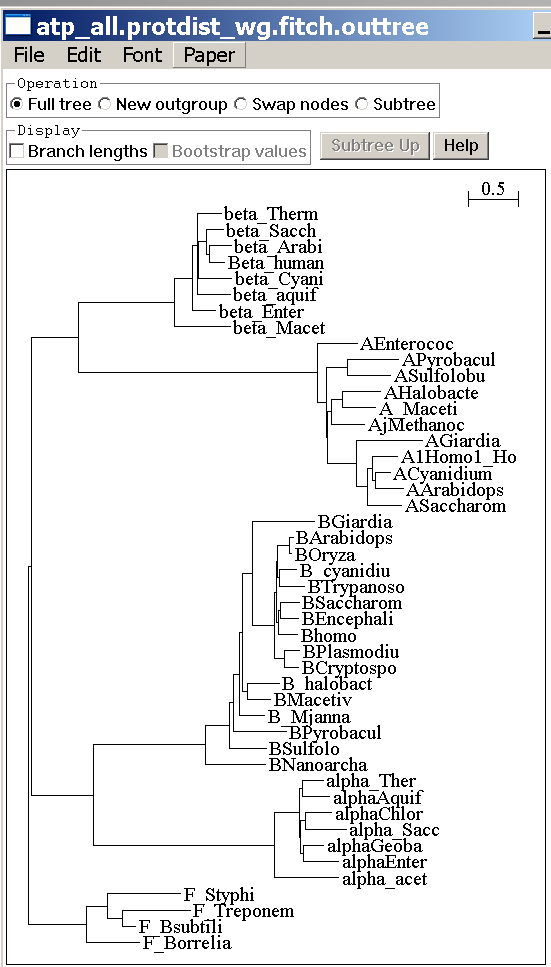 atp_all.protdist_wg.fitch.outtree
File Edit Font Paper
Operation
Full tree New outgroup Swap nodes Subtree
Display
Branch lengths Bootstrap values Subtree Up Help
0.5
beta_Therm
beta_Sacch
beta_Arabi
Beta_human
beta_Cyani
beta_aquif
beta_Enter
beta_Macet
AEnterococ
APyrobacul
ASulfolobu
AHalobacte
A_Maceti
AjMethanoc
AGiardia
A1Homo1_Ho
ACyanidium
AArabidops
ASaccharom
BGiardia
BArabidops
BOryza
B_cyanidiu
BTrypanoso
BSaccharom
BEncephali
Bhomo
BPlasmodiu
BCryptospo
B_halobact
BMacetiv
B_Mjanna
BPyrobacul
BSulfolo
BNanoarcha
alpha_Ther
alphaAquif
alphaChlor
alpha_Sacc
alphaGeoba
alphaEnter
alpha_acet
F_Styphi
F_Treponem
F_Bsubtili
F_Borrelia